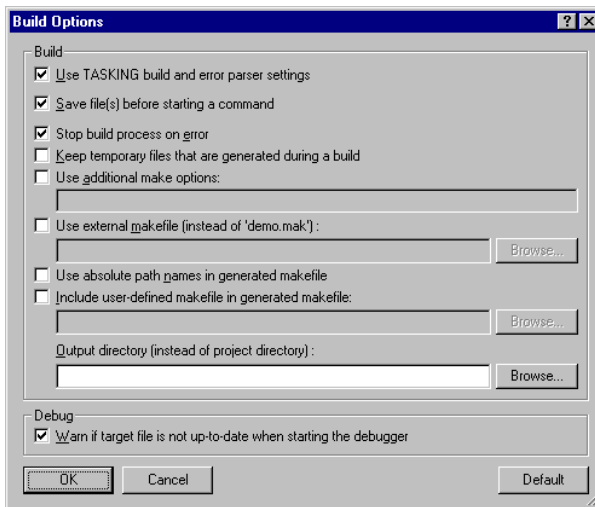 Build Options
Build
Use TASKING build and error parser settings
Save file(s) before starting a command
Stop build process on error
Keep temporary files that are generated during a build
Use additional make options:
Use external makefile (instead of 'demo.mak') :
Browse...
Use absolute path names in generated makefile
Include user-defined makefile in generated makefile:
Browse...
Output directory (instead of project directory) :
Browse...
Debug
Warn if target file is not up-to-date when starting the debugger
OK Cancel Default